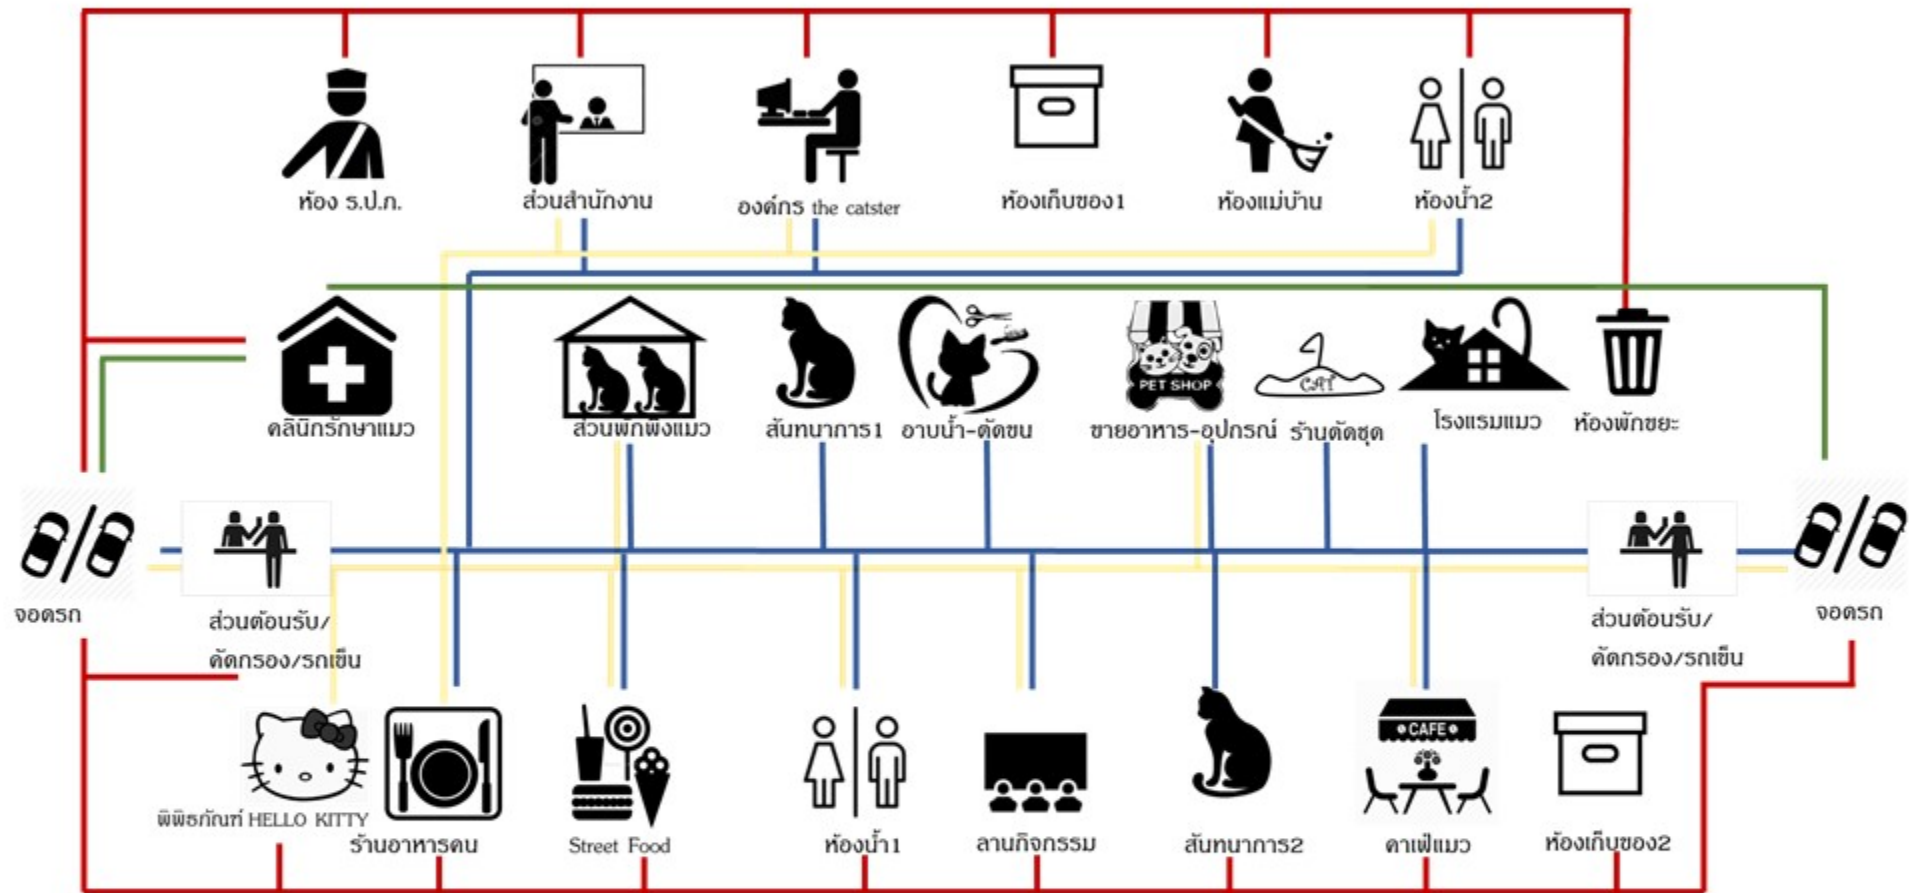 ห้อง ร.ป.ภ.
ส่วนสำนักงาน
องค์กร the catster
ห้องเก็บของ1
ห้องแม่บ้าน
ห้องน้ำ2
PET SHOP
CAT
คลินิกรักษาแมว
ส่วนพักพิงแมว
สันทนาการ1
อาบน้ำ-ตัดขน
ขายอาหาร-อุปกรณ์
ร้านตัดชุด
โรงแรมแมว
ห้องพักขยะ
จอดรถ
ส่วนต้อนรับ/
คัดกรอง/รถเข็น
ส่วนต้อนรับ/
คัดกรอง/รถเข็น
จอดรถ
CAFE
พิพิธภัณฑ์ HELLO KITTY
ร้านอาหารคน
Street Food
ห้องน้ำ1
ลานกิจกรรม
สันทนาการ2
คาเฟ่แมว
ห้องเก็บของ2